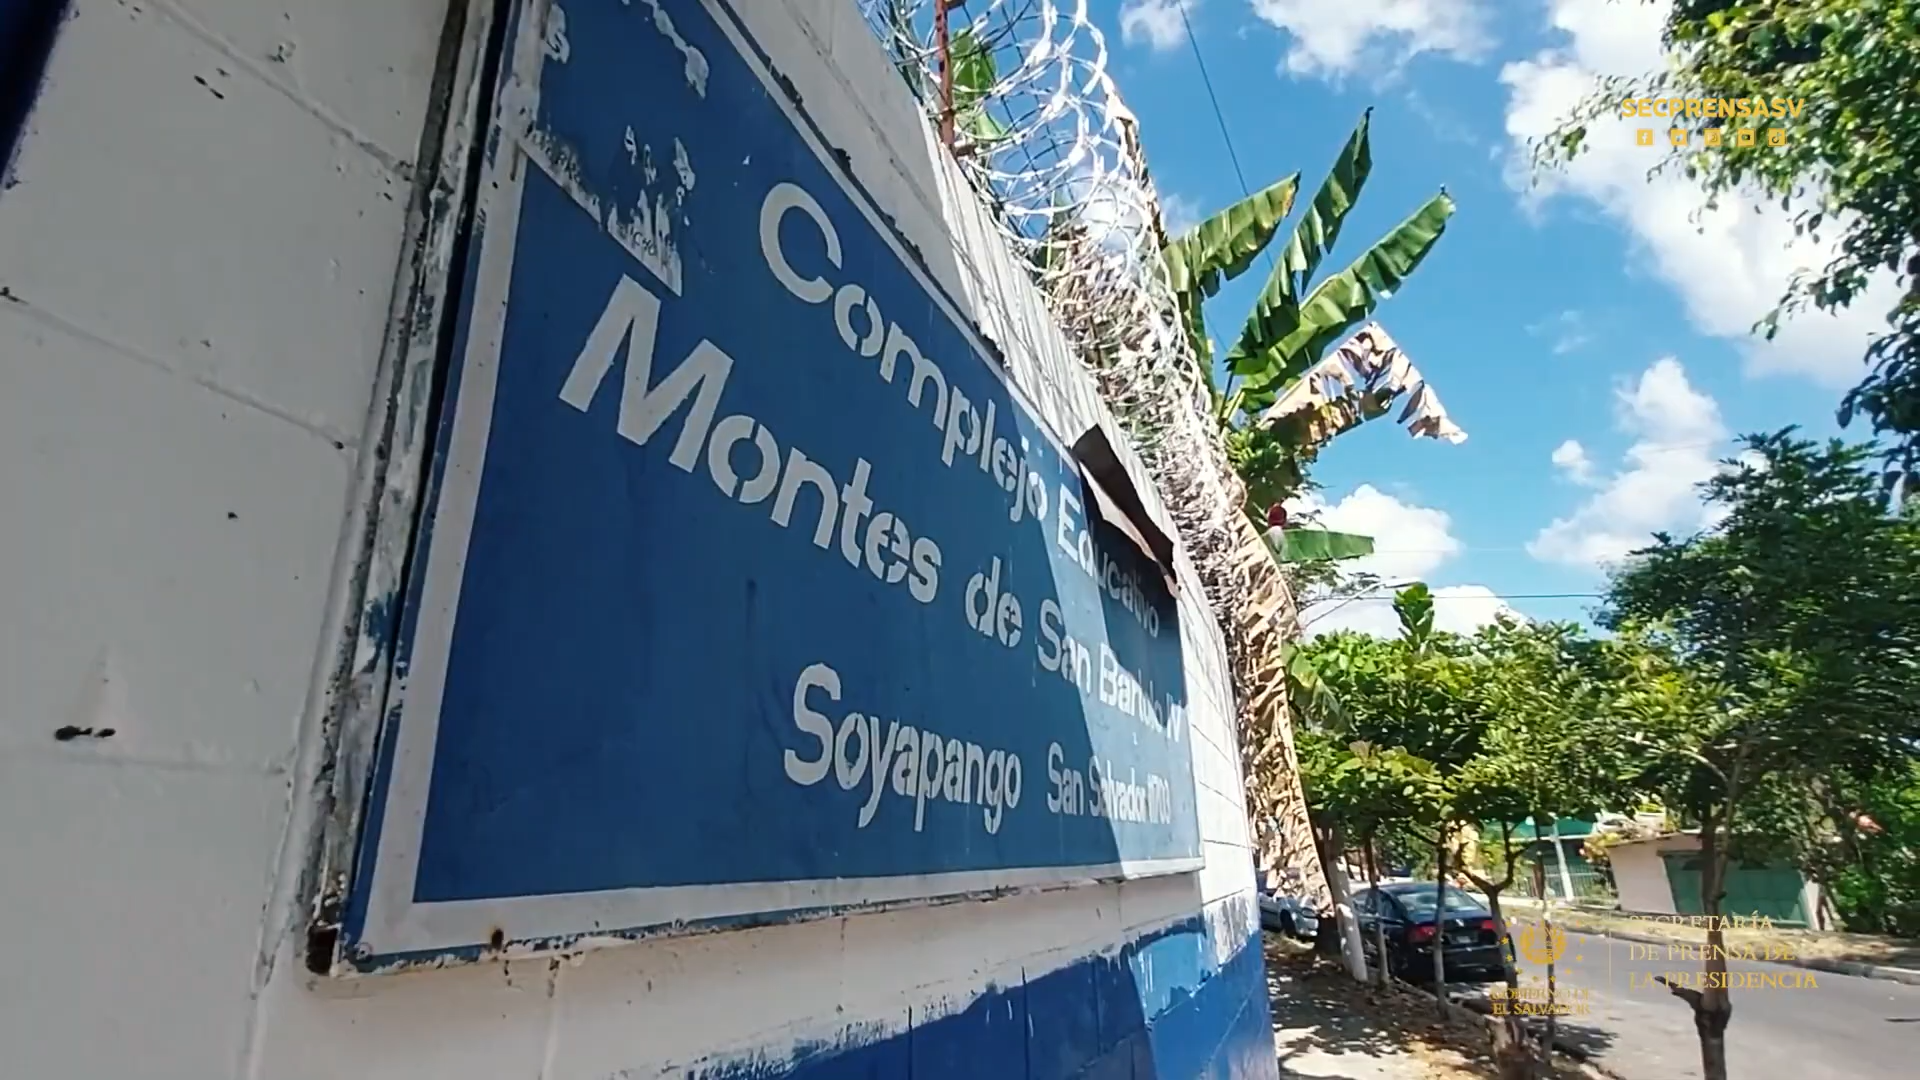 SECPRENSASV
Complejo Educativo
Montes de San Bartolo IV
Soyapango San Salvador
SECRETARÍA
DE PRENSA DE
LA PRESIDENCIA
GOBIERNO DE
EL SALVADOR